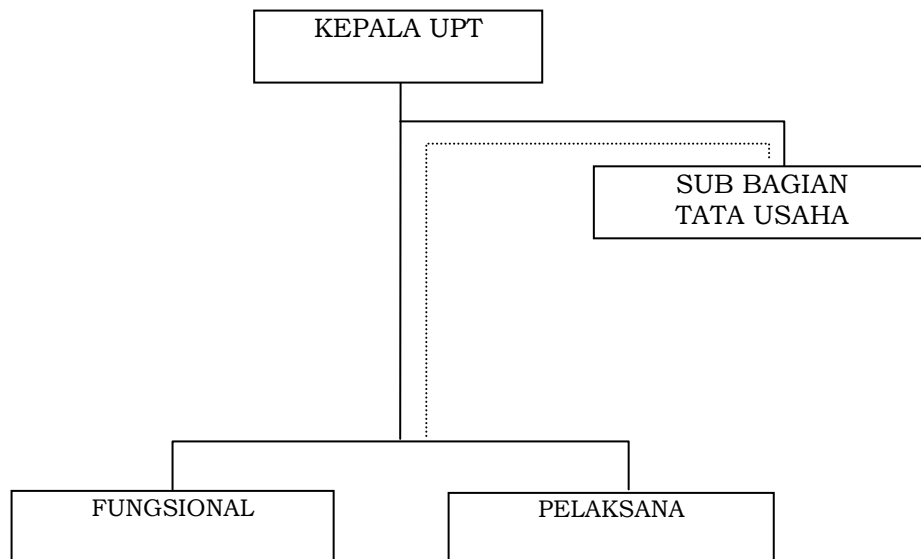 KEPALA UPT
SUB BAGIAN
TATA USAHA
FUNGSIONAL
PELAKSANA